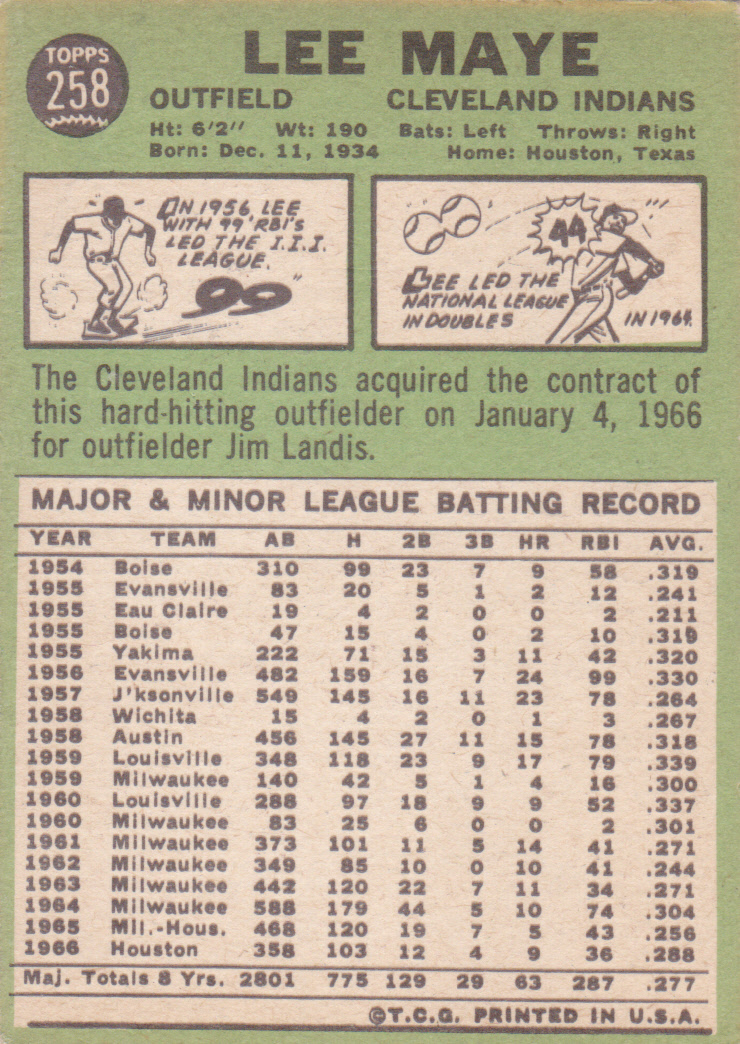 TOPPS
258
LEE MAYE
OUTFIELD CLEVELAND INDIANS
Ht: 6'2" Wt: 190 Bats: Left Throws: Right
Born: Dec. 11, 1934 Home: Houston, Texas
IN 1956, LEE
WITH 99 RBI's
LED THE I.I.I.
LEAGUE.
99
44
LEE LED THE
NATIONAL LEAGUE
IN DOUBLES IN 1964.
The Cleveland Indians acquired the contract of
this hard-hitting outfielder on January 4, 1966
for outfielder Jim Landis.
MAJOR & MINOR LEAGUE BATTING RECORD
YEAR TEAM AB H 2B 3B HR RBI AVG.
1954 Boise 310 99 23 7 9 58 .319
1955 Evansville 83 20 5 1 2 12 .241
1955 Eau Claire 19 4 2 0 0 2 .211
1955 Boise 47 15 4 0 2 10 .319
1955 Yakima 222 71 15 3 11 42 .320
1956 Evansville 482 159 16 7 24 99 .330
1957 J'ksonville 549 145 16 11 23 78 .264
1958 Wichita 15 4 2 0 1 3 .267
1958 Austin 456 145 27 11 15 78 .318
1959 Louisville 348 118 23 9 17 79 .339
1959 Milwaukee 140 42 5 1 4 16 .300
1960 Louisville 288 97 18 9 9 52 .337
1960 Milwaukee 83 25 6 0 0 2 .301
1961 Milwaukee 373 101 11 5 14 41 .271
1962 Milwaukee 349 85 10 0 10 41 .244
1963 Milwaukee 442 120 22 7 11 34 .271
1964 Milwaukee 588 179 44 5 10 74 .304
1965 Mil.-Hous. 468 120 19 7 5 43 .256
1966 Houston 358 103 12 4 9 36 .288
Maj. Totals 8 Yrs. 2801 775 129 29 63 287 .277
©T.C.G. PRINTED IN U.S.A.